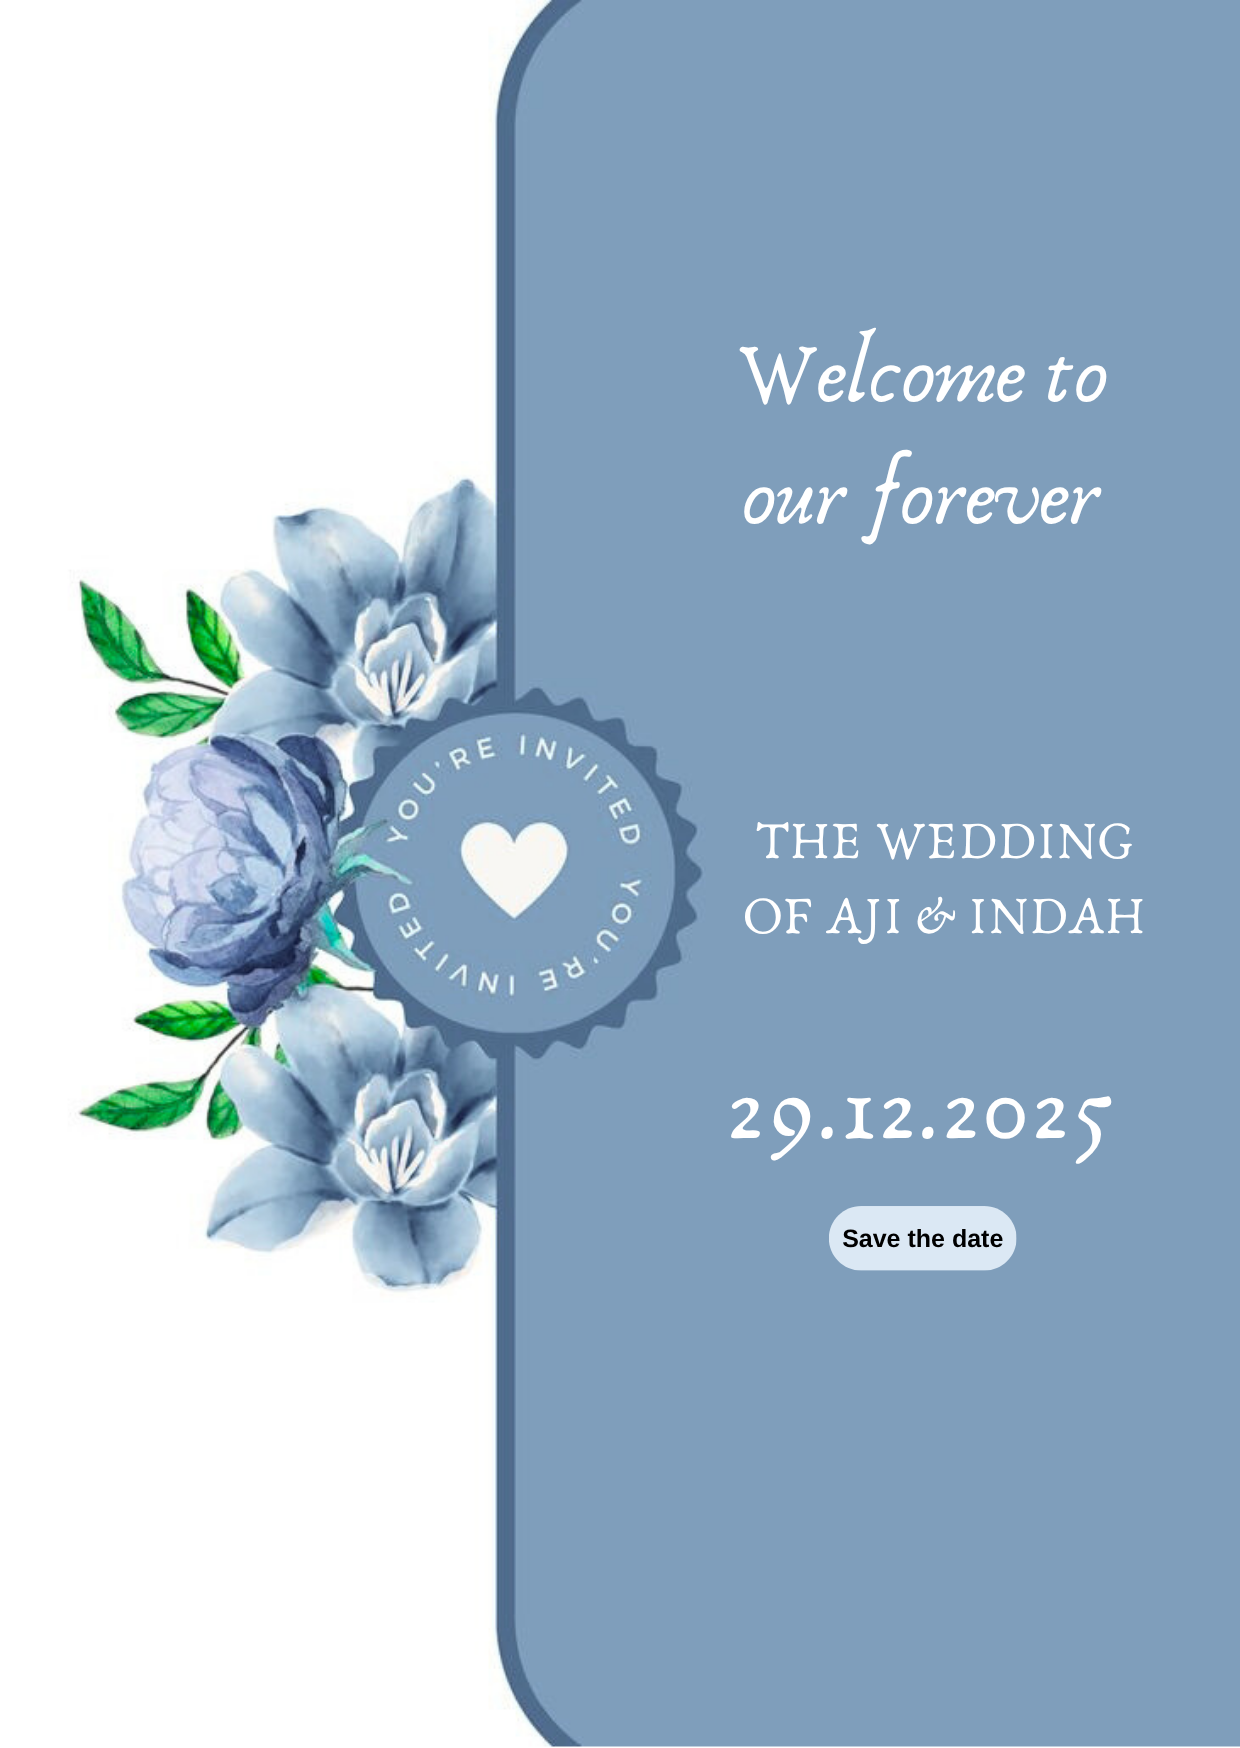 Welcome to
our forever
YOU'RE INVITED YOU'RE INVITED
THE WEDDING
OF AJI & INDAH
29.12.2025
Save the date